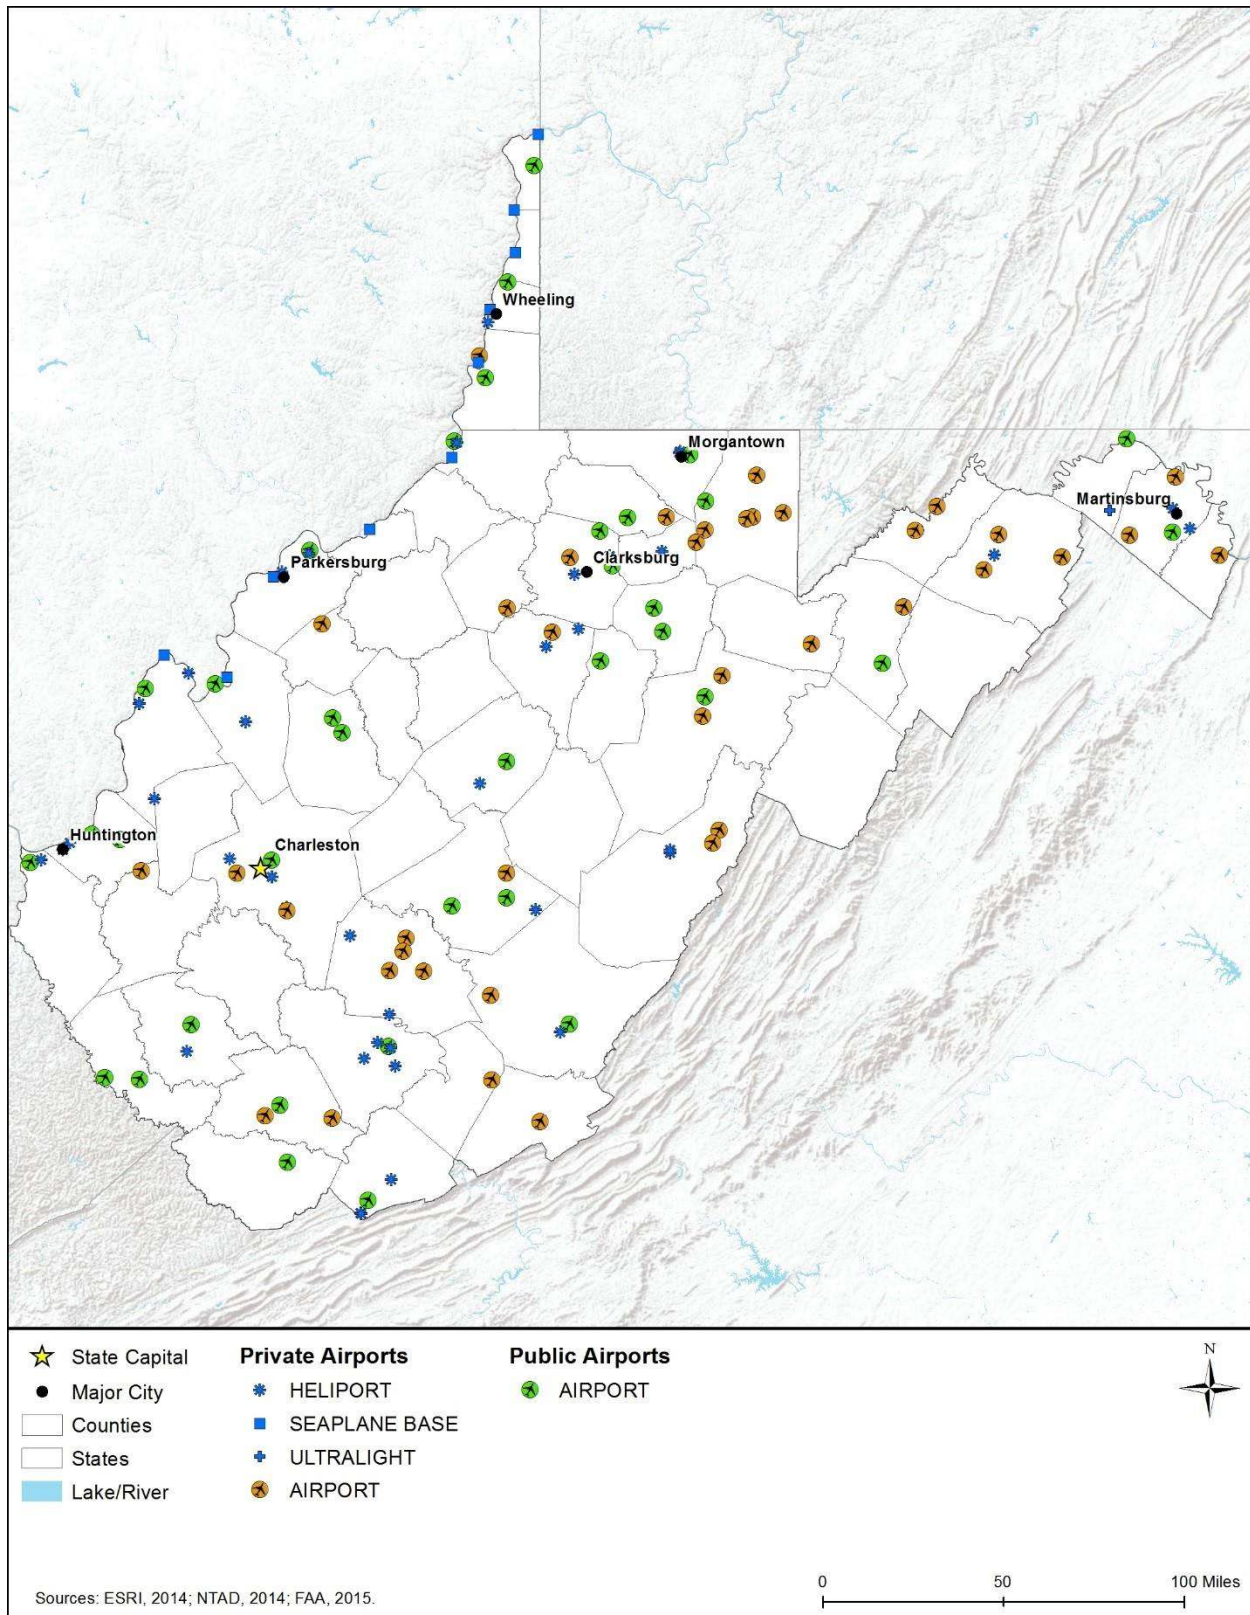 Wheeling
Morgantown
Martinsburg
Clarksburg
Parkersburg
Huntington
Charleston
State Capital
Major City
Counties
States
Lake/River
Private Airports
HELIPORT
SEAPLANE BASE
ULTRALIGHT
AIRPORT
Public Airports
AIRPORT
N
Sources: ESRI, 2014; NTAD, 2014; FAA, 2015.
0 50 100 Miles